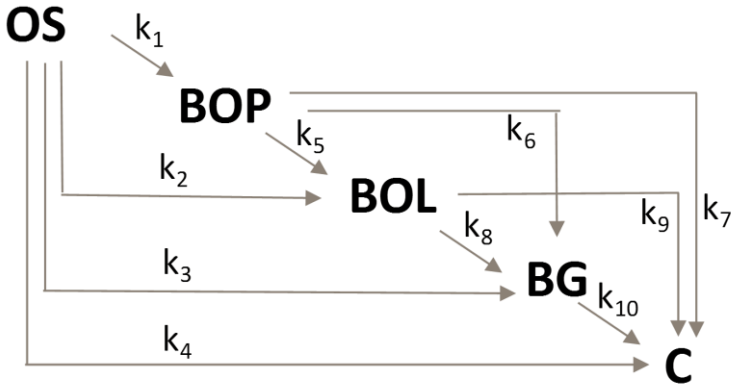 OS
k₁
BOP
k₅
k₆
k₂
BOL
k₉
k₇
k₈
k₃
BG
k₁₀
k₄
C